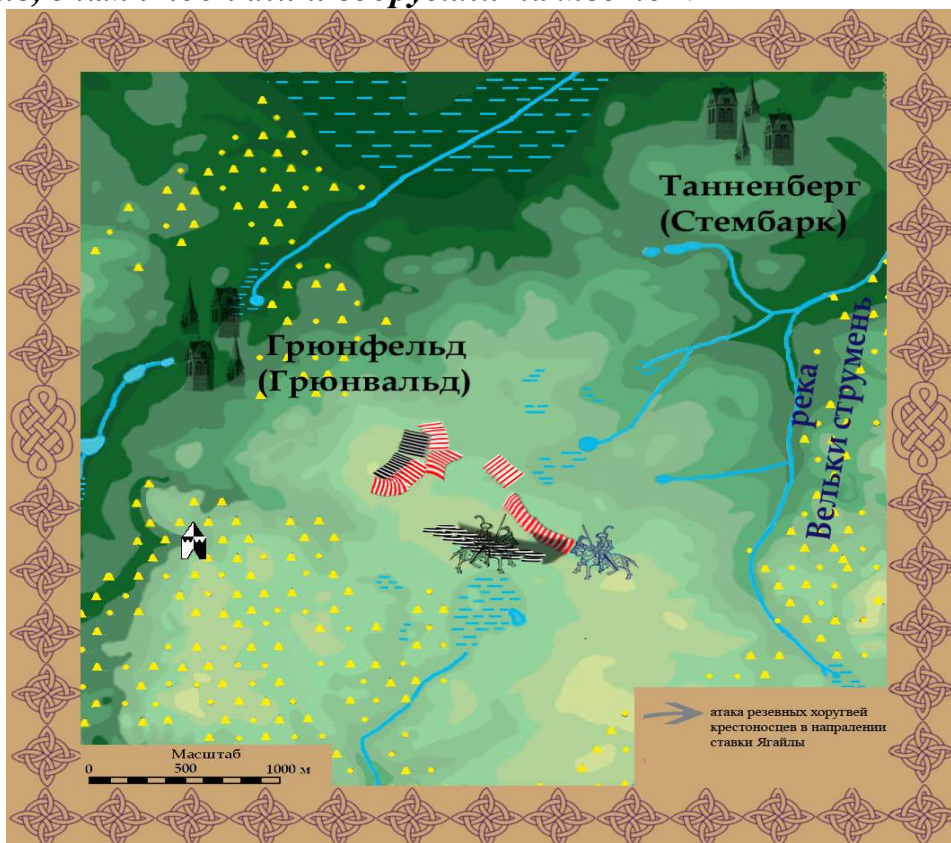 Танненберг
(Стембарк)
Грюнфельд
(Грюнвальд)
река
Вельки струмень
атака резевных хоругвей
крестоносцев в напралении
ставки Ягайлы
Масштаб
0 500 1000 м